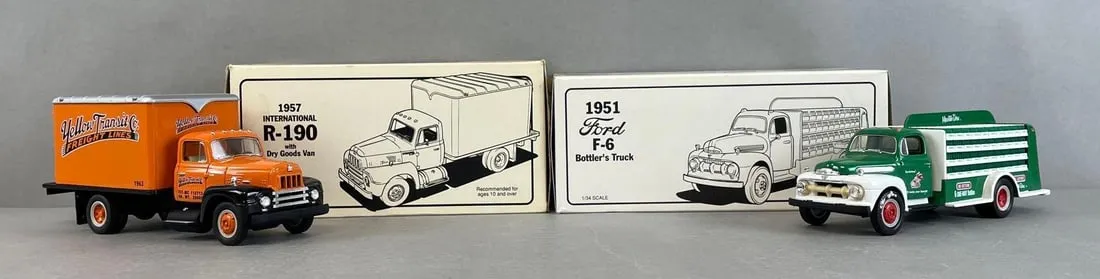 Yellow Transit Co.
FREIGHT LINES
1963
1957
INTERNATIONAL
R-190
with
Dry Goods Van
Recommended for
ages 10 and over
1951
Ford
F-6
Bottler's Truck
1/34 SCALE